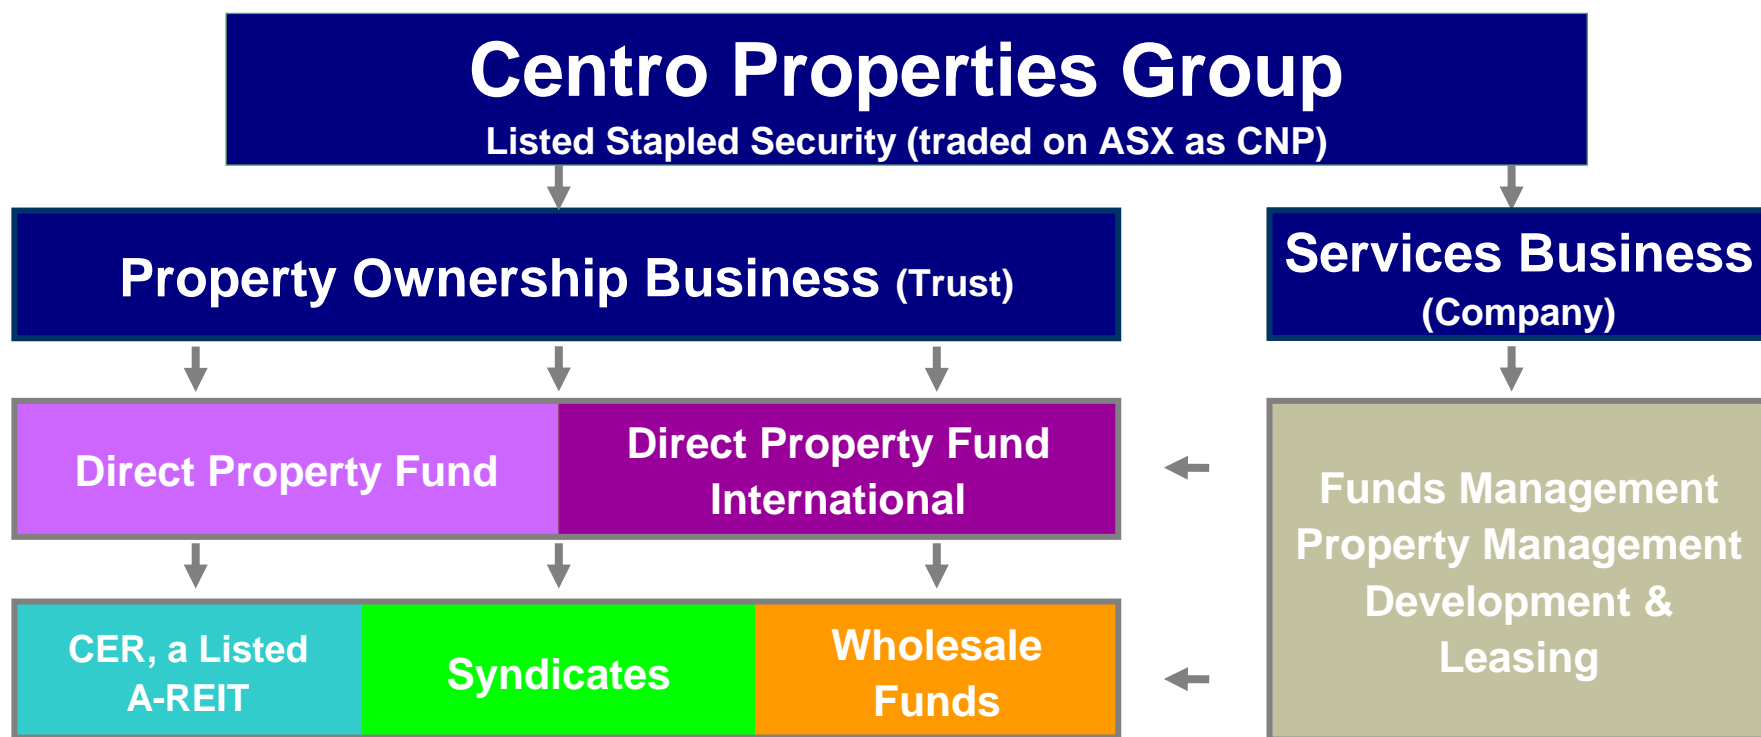 Centro Properties Group
Listed Stapled Security (traded on ASX as CNP)
Property Ownership Business (Trust)
Services Business
(Company)
Direct Property Fund
Direct Property Fund
International
Funds Management
Property Management
Development &
Leasing
CER, a Listed
A-REIT
Syndicates
Wholesale
Funds